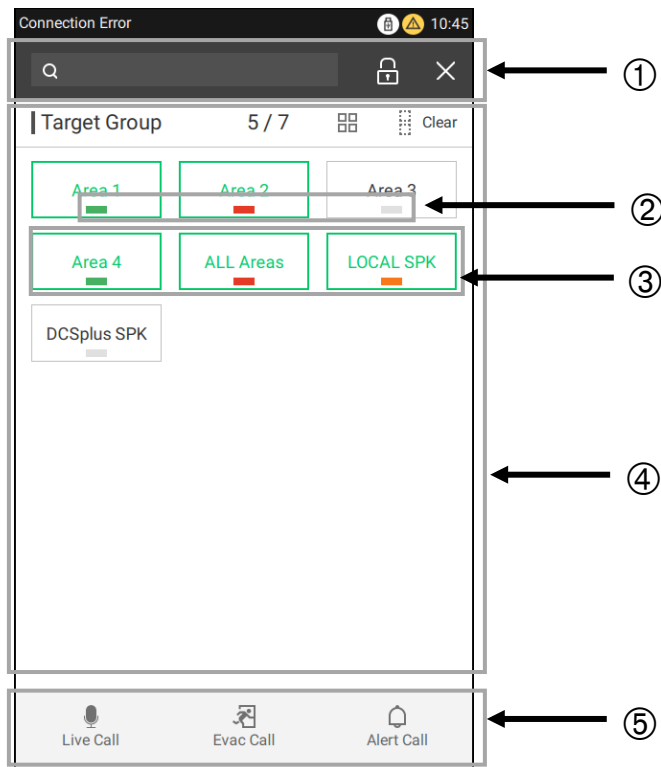 Connection Error 10:45
①
Target Group 5 / 7 Clear
Area 1 Area 2 Area 3
②
Area 4 ALL Areas LOCAL SPK
③
DCSplus SPK
④
Live Call Evac Call Alert Call
⑤